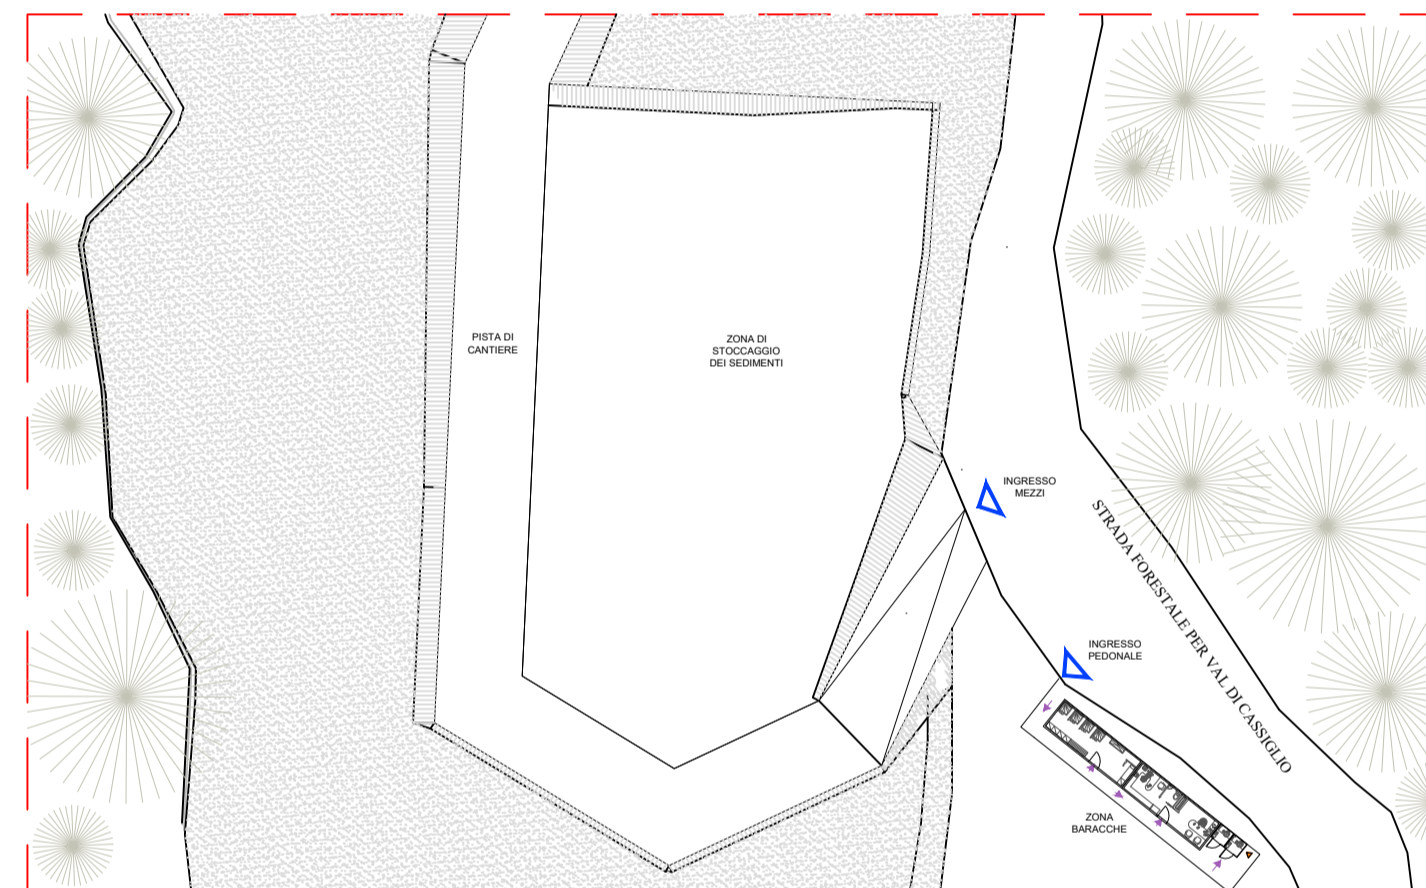 PISTA DI
CANTIERE
ZONA DI
STOCCAGGIO
DEI SEDIMENTI
INGRESSO
MEZZI
STRADA FORESTALE PER VAL DI CASSIGLIO
INGRESSO
PEDONALE
ZONA
BARACCHE